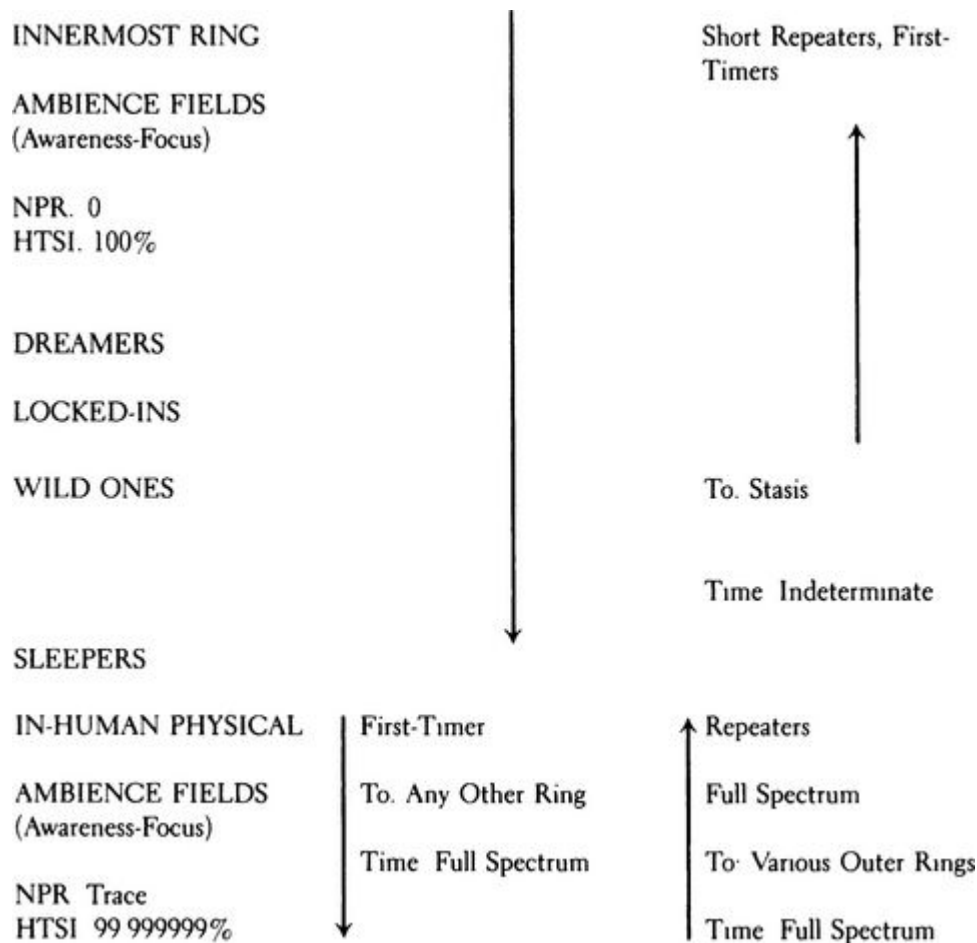 INNERMOST RING
Short Repeaters, First-
Timers
AMBIENCE FIELDS
(Awareness-Focus)
NPR. 0
HTSI. 100%
DREAMERS
LOCKED-INS
WILD ONES
To. Stasis
Time Indeterminate
SLEEPERS
IN-HUMAN PHYSICAL
First-Timer
Repeaters
AMBIENCE FIELDS
(Awareness-Focus)
To. Any Other Ring
Full Spectrum
Time Full Spectrum
To· Various Outer Rings
NPR Trace
HTSI 99 999999%
Time Full Spectrum